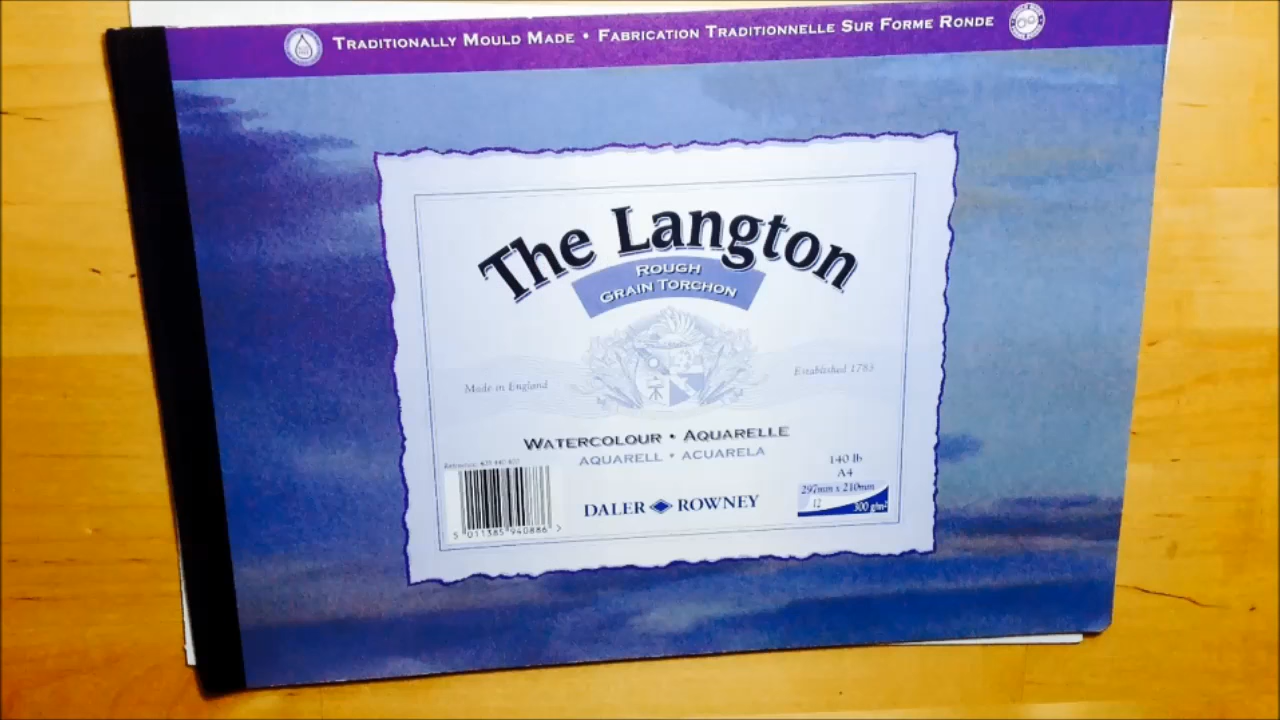 TRADITIONALLY MOULD MADE • FABRICATION TRADITIONNELLE SUR FORME RONDE
The Langton
ROUGH
GRAIN TORCHON
Made in England
Established 1783
WATERCOLOUR • AQUARELLE
AQUARELL • ACUARELA
140 lb
A4
297mm x 210mm
12
300 g/m²
DALER ROWNEY
5 011385 940886 >